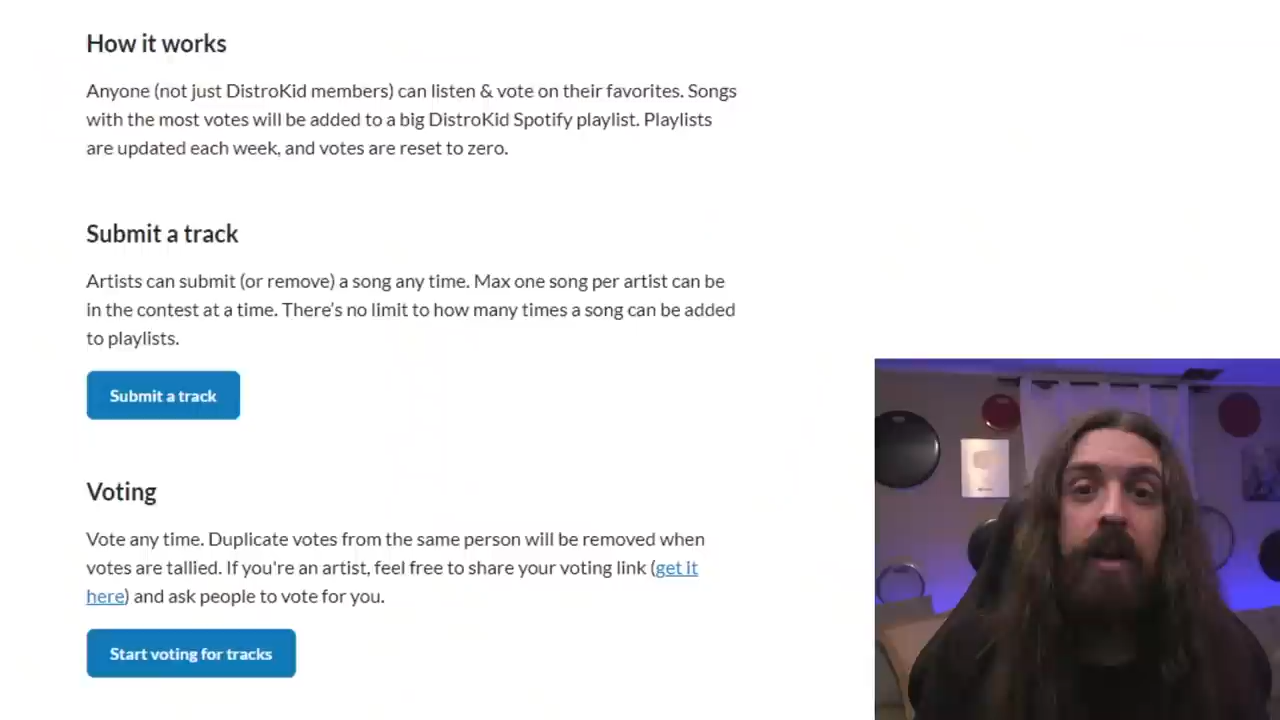 How it works
Anyone (not just DistroKid members) can listen & vote on their favorites. Songs
with the most votes will be added to a big DistroKid Spotify playlist. Playlists
are updated each week, and votes are reset to zero.
Submit a track
Artists can submit (or remove) a song any time. Max one song per artist can be
in the contest at a time. There's no limit to how many times a song can be added
to playlists.
Submit a track
Voting
Vote any time. Duplicate votes from the same person will be removed when
votes are tallied. If you're an artist, feel free to share your voting link (get it
here) and ask people to vote for you.
Start voting for tracks